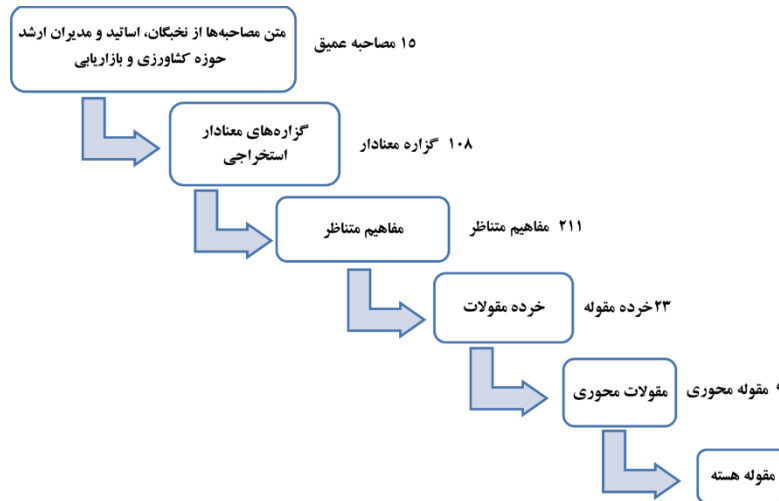 متن مصاحبه‌ها از نخبگان، اساتید و مدیران ارشد
حوزه کشاورزی و بازاریابی
۱۵ مصاحبه عمیق
گزاره‌های معنادار
استخراجی
۱۰۸ گزاره معنادار
مفاهیم متناظر
۲۱۱ مفاهیم متناظر
خرده مقولات
۲۳خرده مقوله
مقولات محوری
مقوله محوری
مقوله هسته